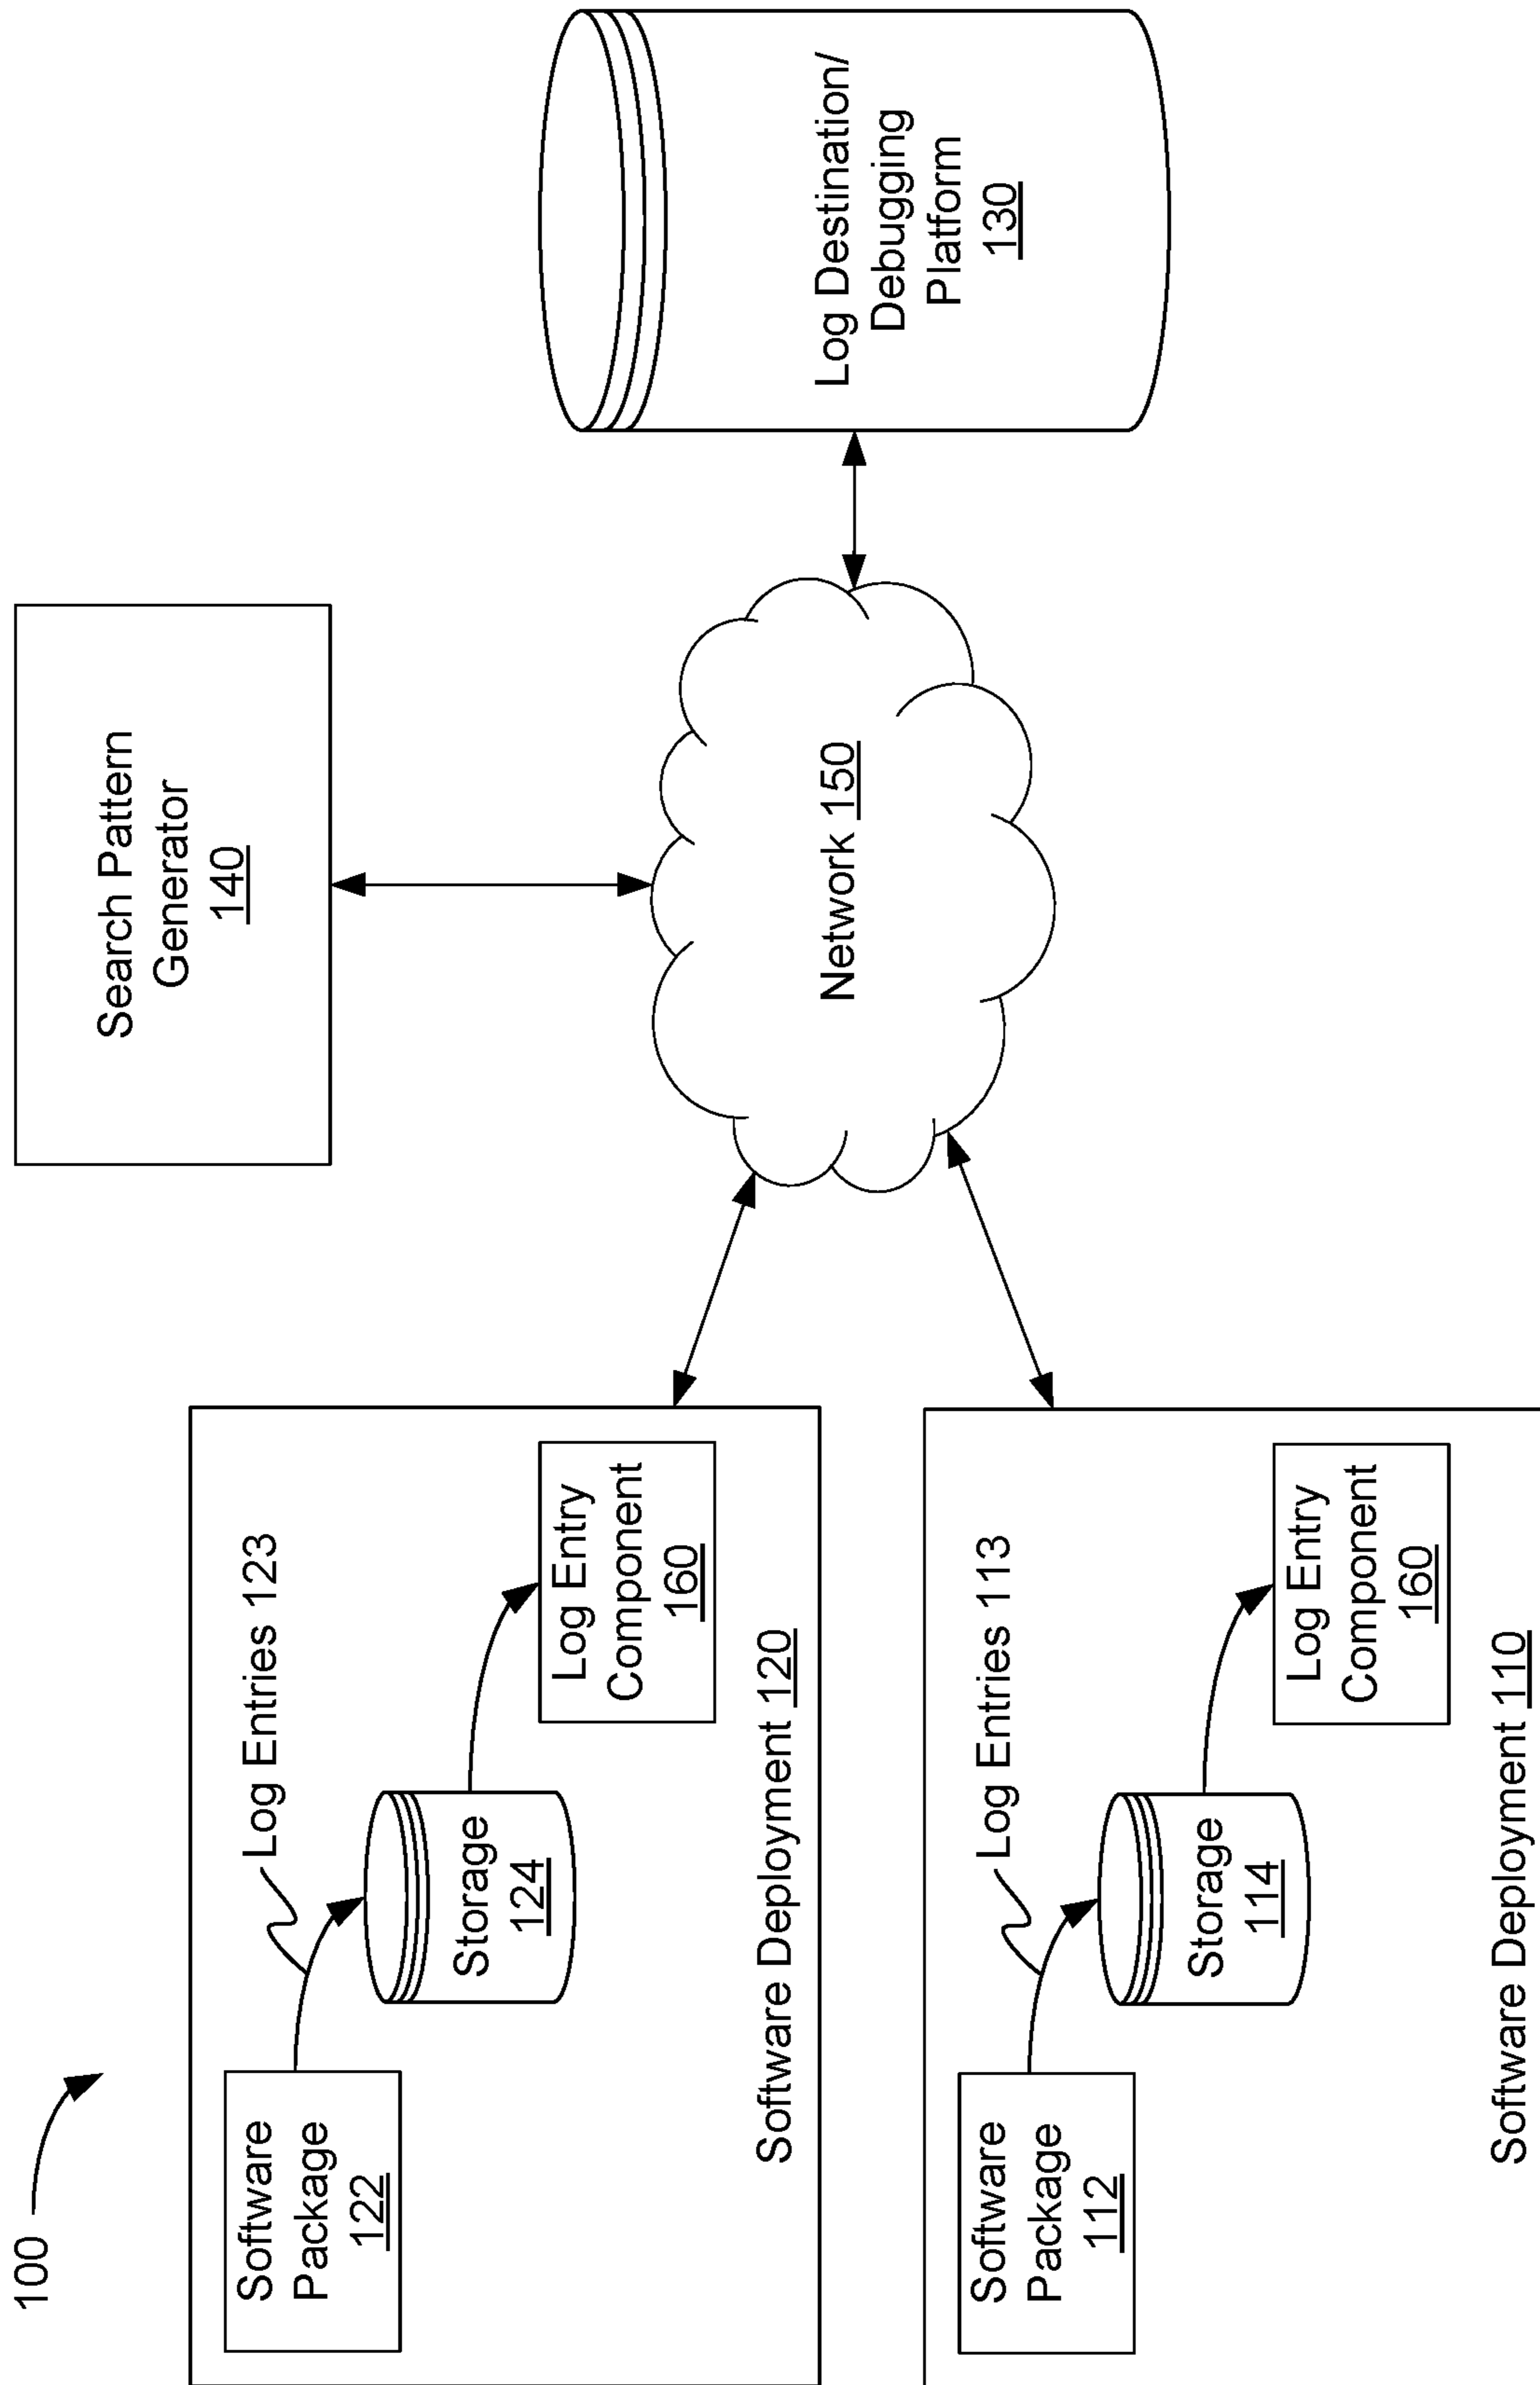 100
Software
Package
122
Log Entries 123
Storage
124
Log Entry
Component
160
Software Deployment 120
Software
Package
112
Log Entries 113
Storage
114
Log Entry
Component
160
Software Deployment 110
Search Pattern
Generator
140
Network 150
Log Destination/
Debugging
Platform
130